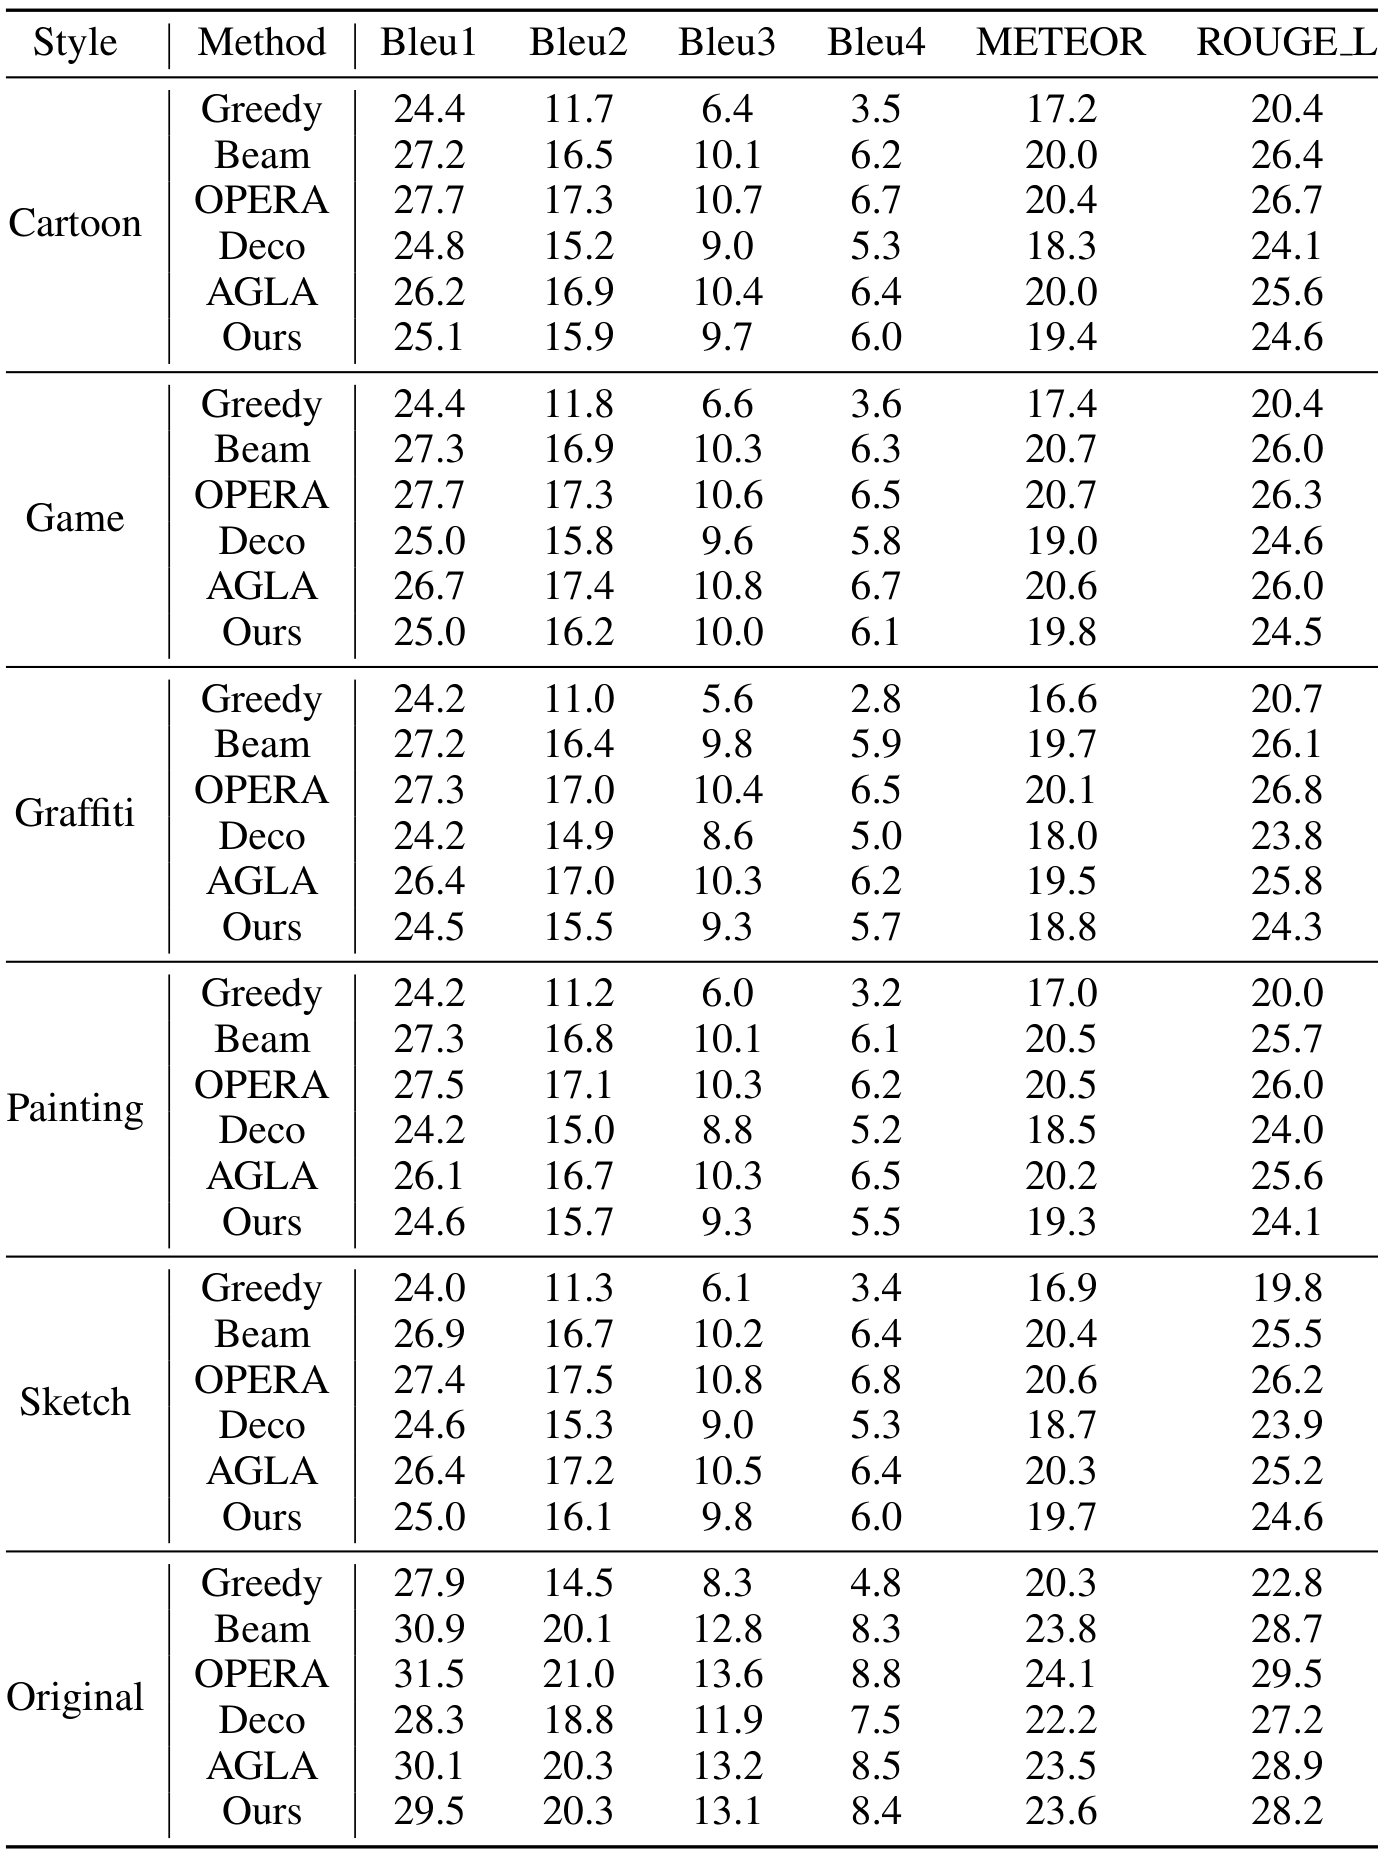 Style Method Bleu1 Bleu2 Bleu3 Bleu4 METEOR ROUGE_L
Cartoon
Greedy 24.4 11.7 6.4 3.5 17.2 20.4
Beam 27.2 16.5 10.1 6.2 20.0 26.4
OPERA 27.7 17.3 10.7 6.7 20.4 26.7
Deco 24.8 15.2 9.0 5.3 18.3 24.1
AGLA 26.2 16.9 10.4 6.4 20.0 25.6
Ours 25.1 15.9 9.7 6.0 19.4 24.6
Game
Greedy 24.4 11.8 6.6 3.6 17.4 20.4
Beam 27.3 16.9 10.3 6.3 20.7 26.0
OPERA 27.7 17.3 10.6 6.5 20.7 26.3
Deco 25.0 15.8 9.6 5.8 19.0 24.6
AGLA 26.7 17.4 10.8 6.7 20.6 26.0
Ours 25.0 16.2 10.0 6.1 19.8 24.5
Graffiti
Greedy 24.2 11.0 5.6 2.8 16.6 20.7
Beam 27.2 16.4 9.8 5.9 19.7 26.1
OPERA 27.3 17.0 10.4 6.5 20.1 26.8
Deco 24.2 14.9 8.6 5.0 18.0 23.8
AGLA 26.4 17.0 10.3 6.2 19.5 25.8
Ours 24.5 15.5 9.3 5.7 18.8 24.3
Painting
Greedy 24.2 11.2 6.0 3.2 17.0 20.0
Beam 27.3 16.8 10.1 6.1 20.5 25.7
OPERA 27.5 17.1 10.3 6.2 20.5 26.0
Deco 24.2 15.0 8.8 5.2 18.5 24.0
AGLA 26.1 16.7 10.3 6.5 20.2 25.6
Ours 24.6 15.7 9.3 5.5 19.3 24.1
Sketch
Greedy 24.0 11.3 6.1 3.4 16.9 19.8
Beam 26.9 16.7 10.2 6.4 20.4 25.5
OPERA 27.4 17.5 10.8 6.8 20.6 26.2
Deco 24.6 15.3 9.0 5.3 18.7 23.9
AGLA 26.4 17.2 10.5 6.4 20.3 25.2
Ours 25.0 16.1 9.8 6.0 19.7 24.6
Original
Greedy 27.9 14.5 8.3 4.8 20.3 22.8
Beam 30.9 20.1 12.8 8.3 23.8 28.7
OPERA 31.5 21.0 13.6 8.8 24.1 29.5
Deco 28.3 18.8 11.9 7.5 22.2 27.2
AGLA 30.1 20.3 13.2 8.5 23.5 28.9
Ours 29.5 20.3 13.1 8.4 23.6 28.2